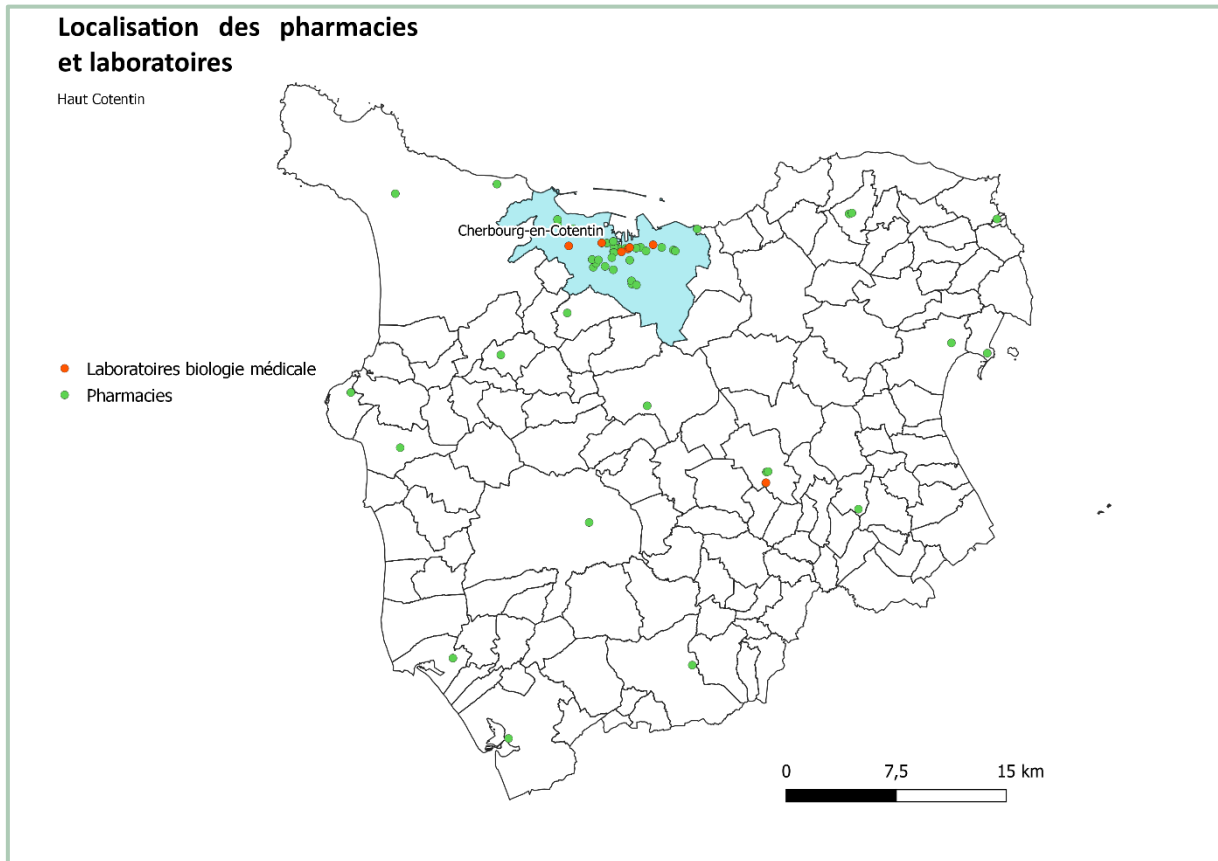 Localisation des pharmacies
et laboratoires
Haut Cotentin
Cherbourg-en-Cotentin
Laboratoires biologie médicale
Pharmacies
0 7,5 15 km